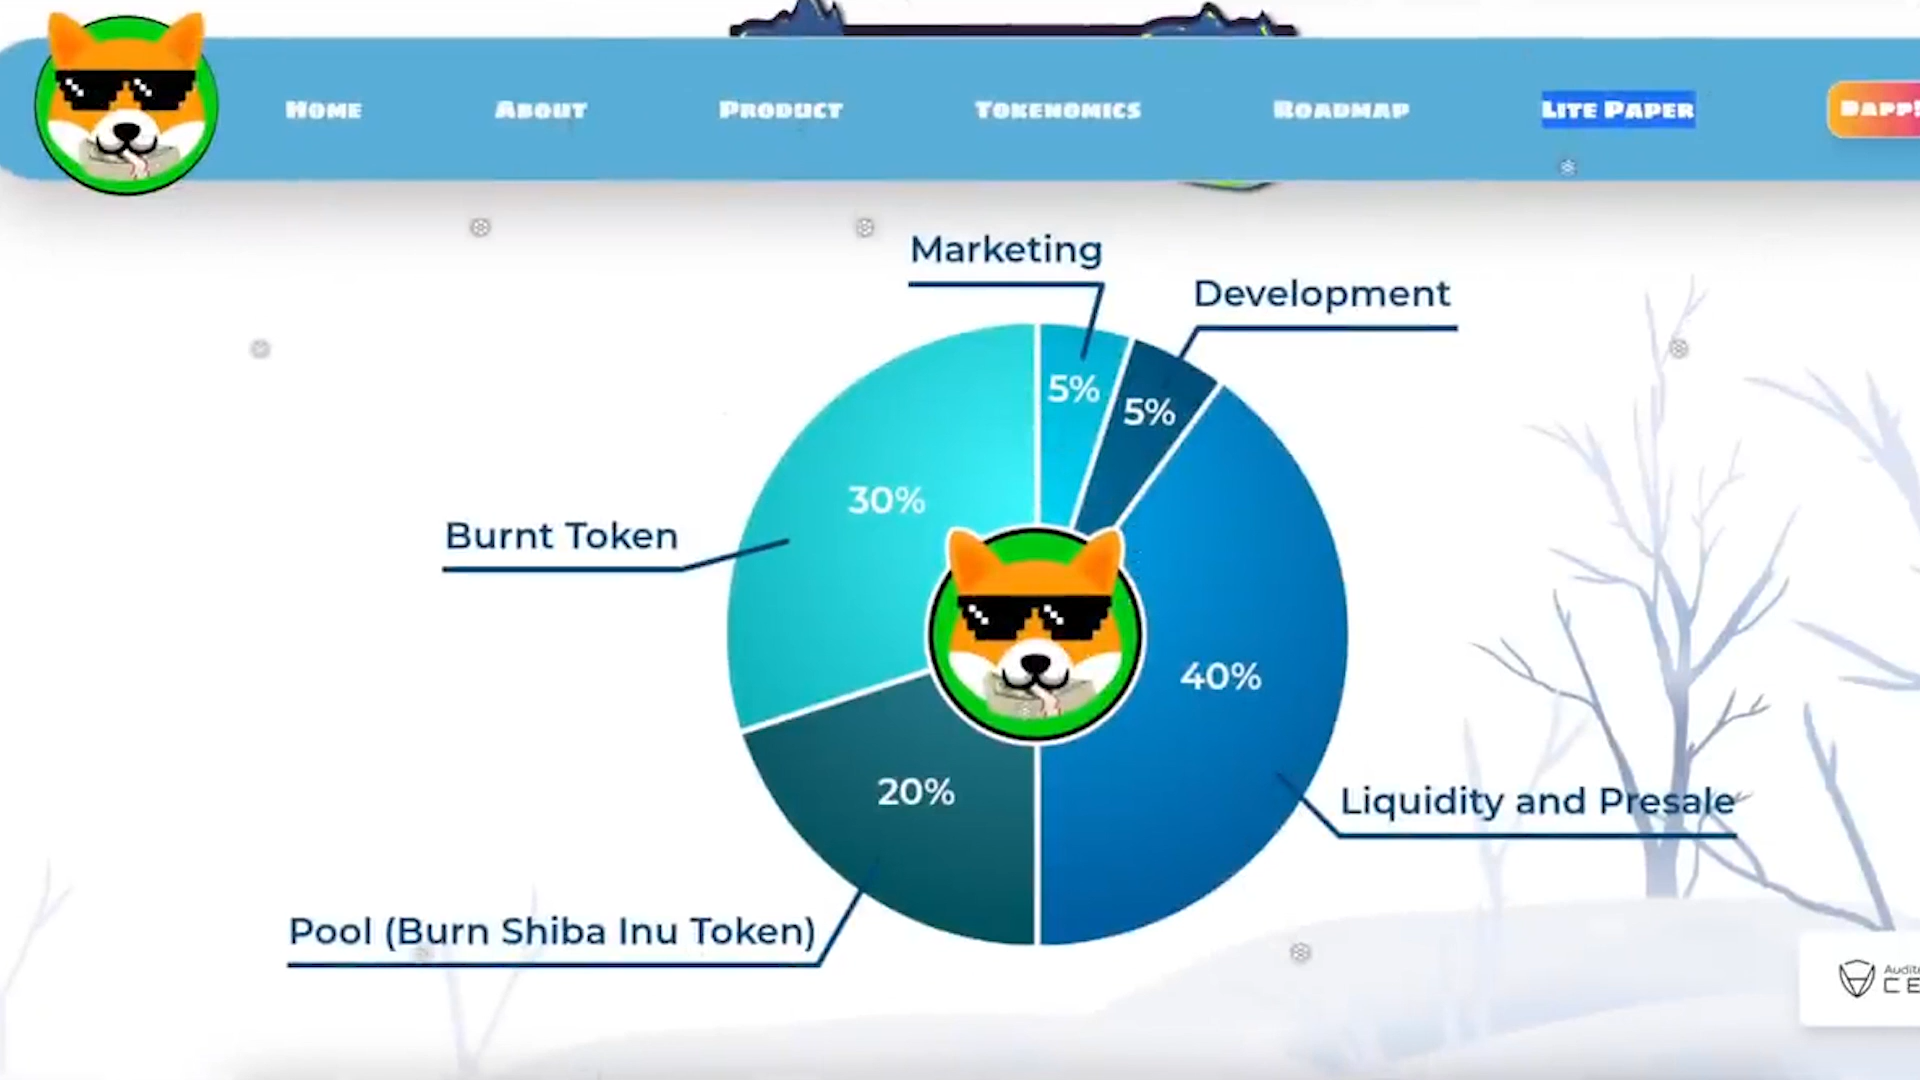 Home About Product Tokenomics Roadmap Lite Paper
Marketing
Development
5%
5%
30%
Burnt Token
40%
20%
Liquidity and Presale
Pool (Burn Shiba Inu Token)